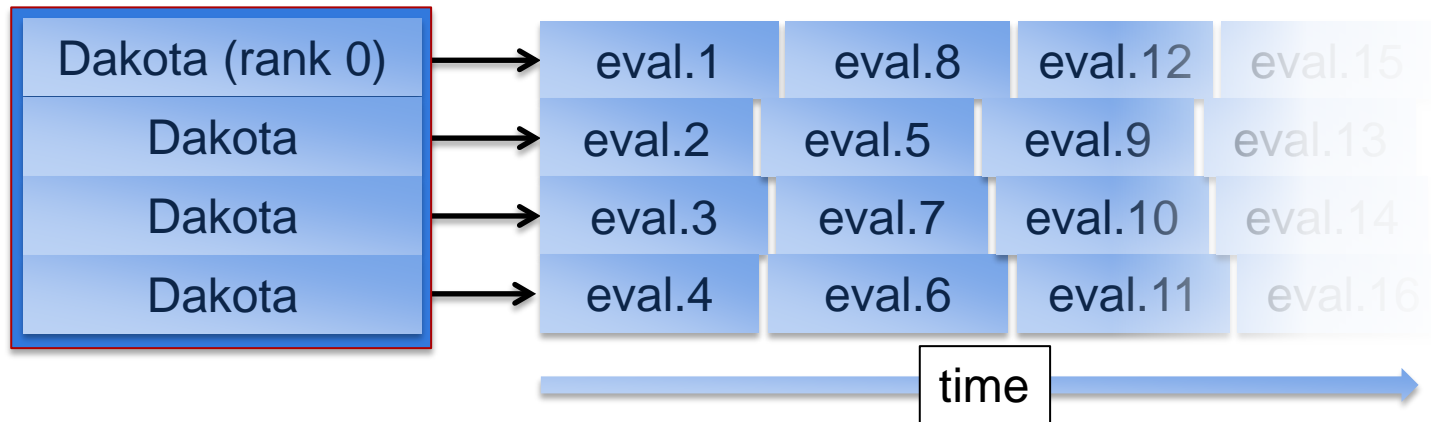 Dakota (rank 0) eval.1 eval.8 eval.12 eval.15
Dakota eval.2 eval.5 eval.9 eval.13
Dakota eval.3 eval.7 eval.10 eval.14
Dakota eval.4 eval.6 eval.11 eval.16
time